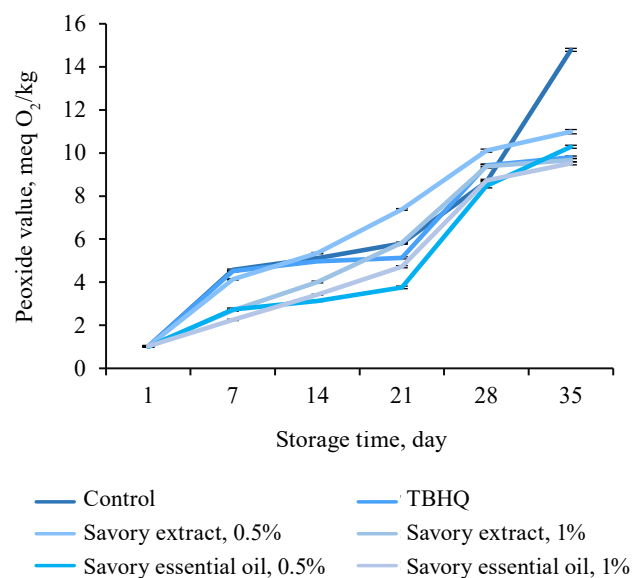 16
14
12
10
8
6
4
2
0
Peoxide value, meq O₂/kg
1 7 14 21 28 35
Storage time, day
Control TBHQ
Savory extract, 0.5% Savory extract, 1%
Savory essential oil, 0.5% Savory essential oil, 1%